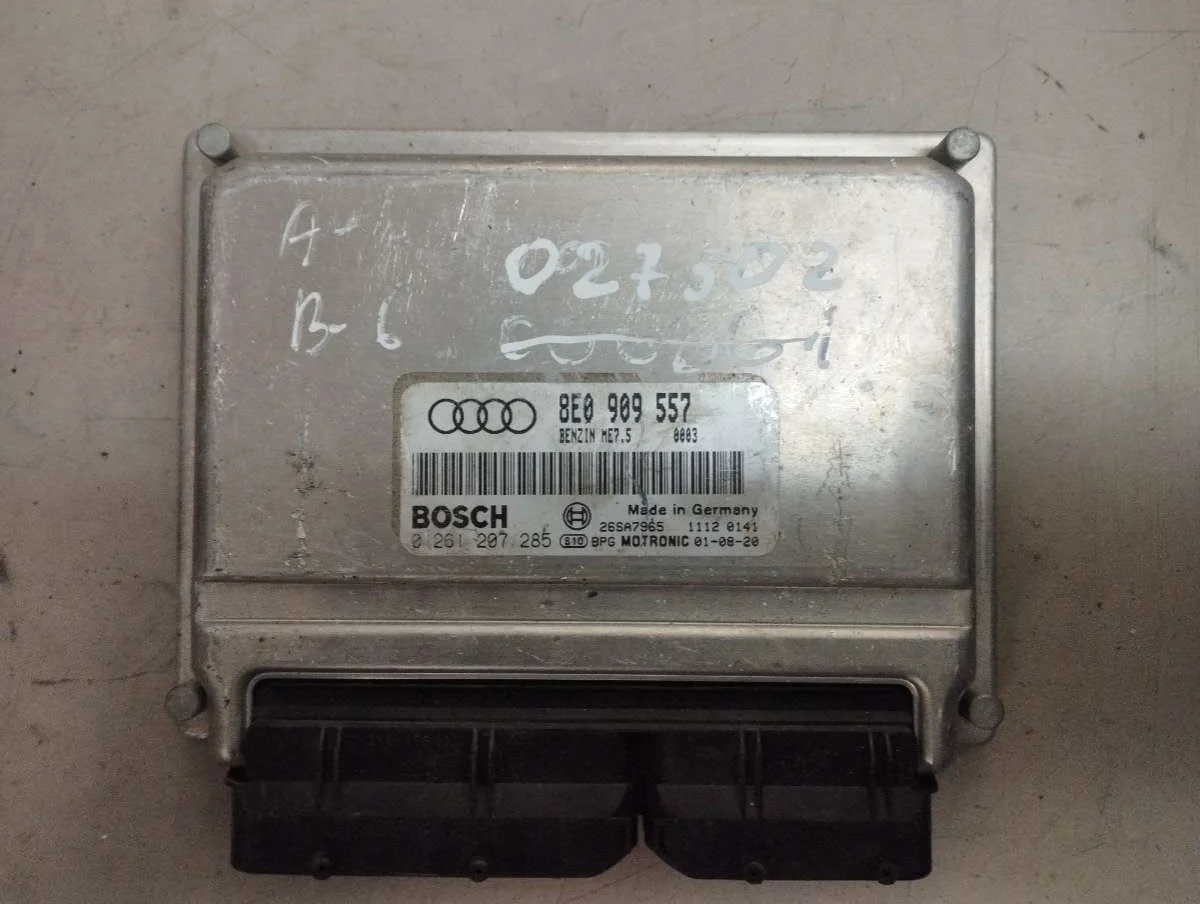 A-
027502
B-6
8E0 909 557
BENZIN ME7.5 0003
BOSCH
Made in Germany
26SA7965 1112 0141
0 261 207 285 S10 BPG MOTRONIC 01-08-20